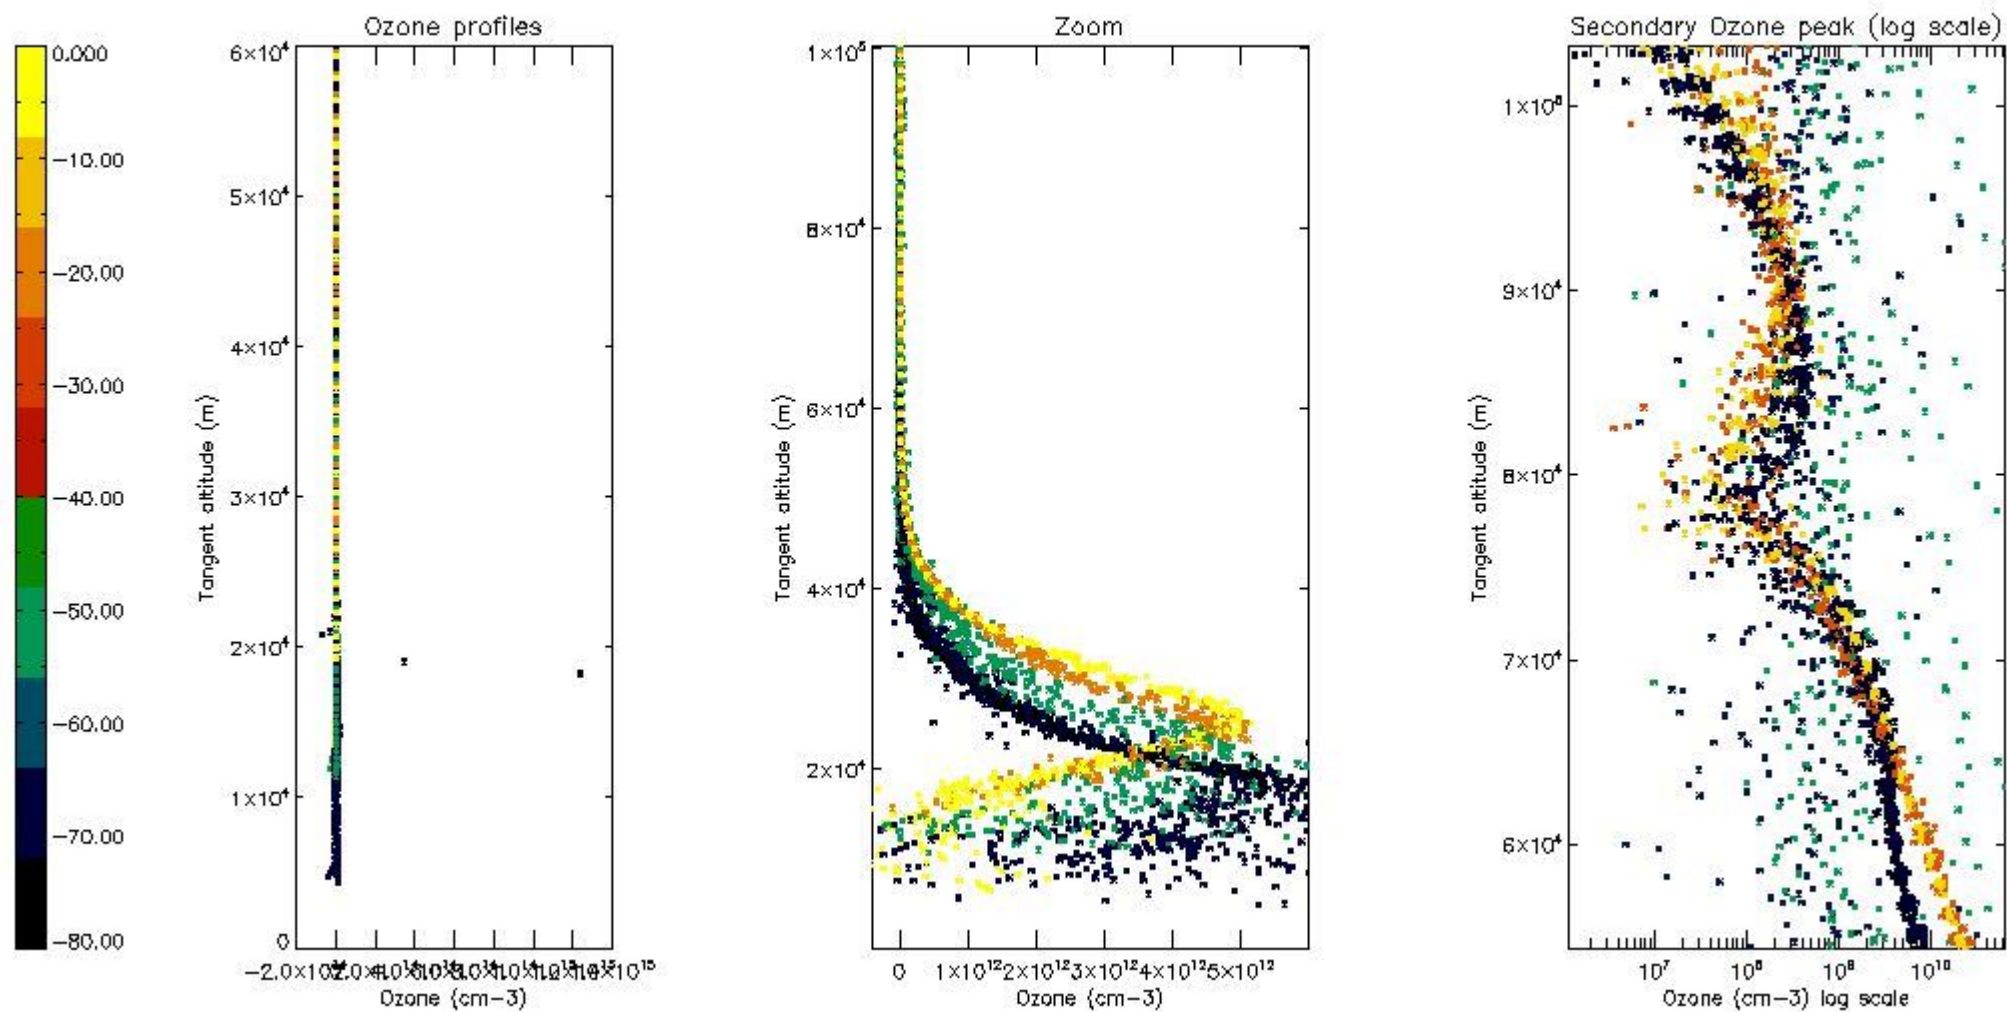 Ozone profiles
Zoom
Secondary Ozone peak (log scale)
0.000
−10.00
−20.00
−30.00
−40.00
−50.00
−60.00
−70.00
−80.00
6×10⁴
5×10⁴
4×10⁴
3×10⁴
2×10⁴
1×10⁴
0
Tangent altitude (m)
Ozone (cm−3)
1×10⁵
8×10⁴
6×10⁴
4×10⁴
2×10⁴
Tangent altitude (m)
0 1×10¹² 2×10¹² 3×10¹² 4×10¹² 5×10¹²
Ozone (cm−3)
9×10⁴
8×10⁴
7×10⁴
6×10⁴
Tangent altitude (m)
10⁷ 10⁸ 10⁹ 10¹⁰
Ozone (cm−3) log scale